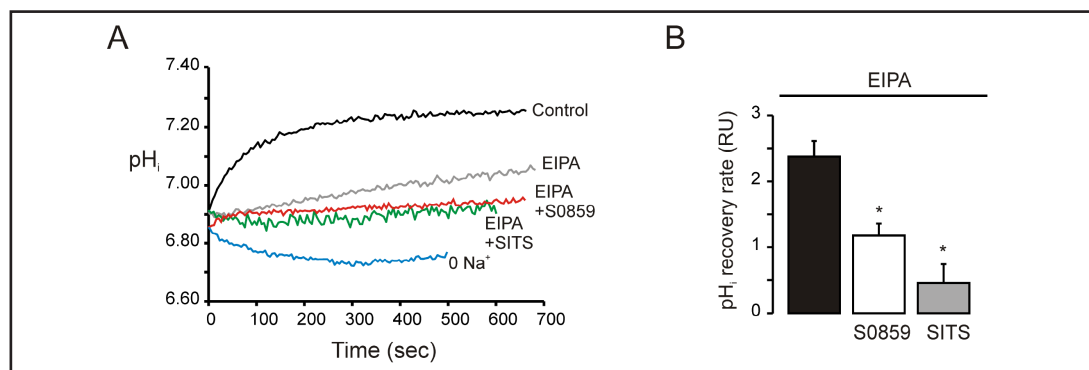 A
7.40
7.20
7.00
6.80
6.60
pHi
0
100
200
300
400
500
600
700
Time (sec)
Control
EIPA
EIPA
+S0859
EIPA
+SITS
0 Na+
B
EIPA
3
2
1
0
pHi recovery rate (RU)
*
*
S0859
SITS